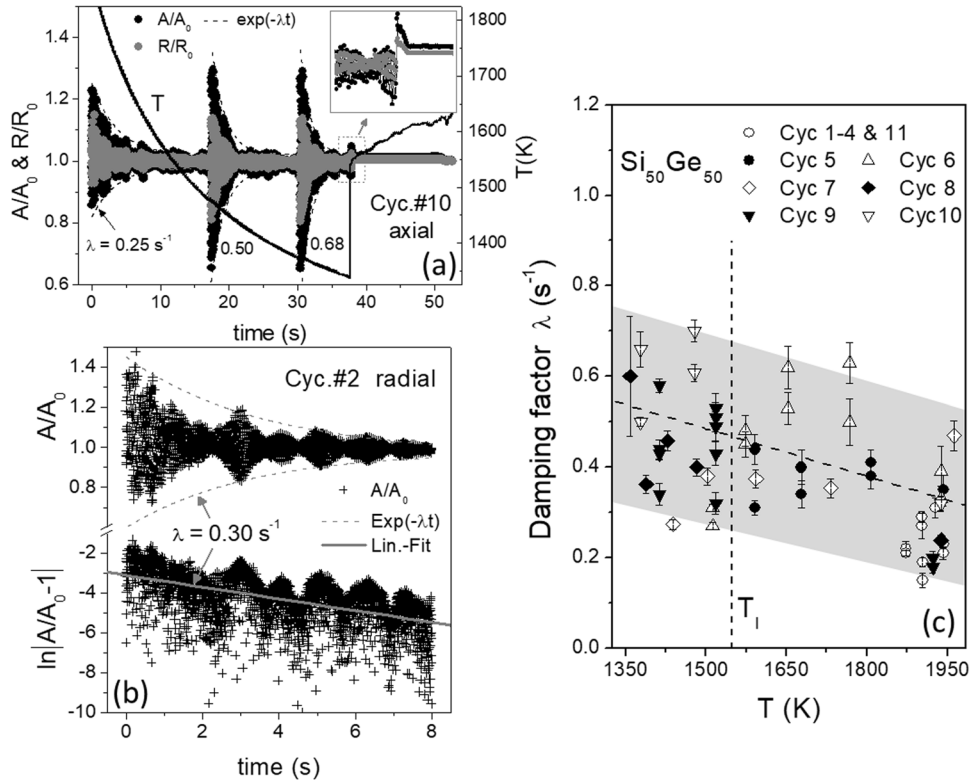 A/A0 exp(-λt)
R/R0
T
A/A0 & R/R0
1.4
1.2
1.0
0.8
0.6
1800
1700
1600
1500
1400
T(K)
Cyc.#10
axial
λ = 0.25 s-1
0.50
0.68
(a)
0 10 20 30 40 50
time (s)
Cyc.#2 radial
A/A0
1.4
1.2
1.0
0.8
A/A0
Exp(-λt)
Lin.-Fit
λ = 0.30 s-1
ln|A/A0-1|
-2
-4
-6
-8
-10
(b)
0 2 4 6 8
time (s)
Cyc 1-4 & 11
Si50Ge50
Cyc 5 Cyc 6
Cyc 7 Cyc 8
Cyc 9 Cyc10
Damping factor λ (s-1)
1.2
1.0
0.8
0.6
0.4
0.2
0.0
Tl
(c)
1350 1500 1650 1800 1950
T (K)